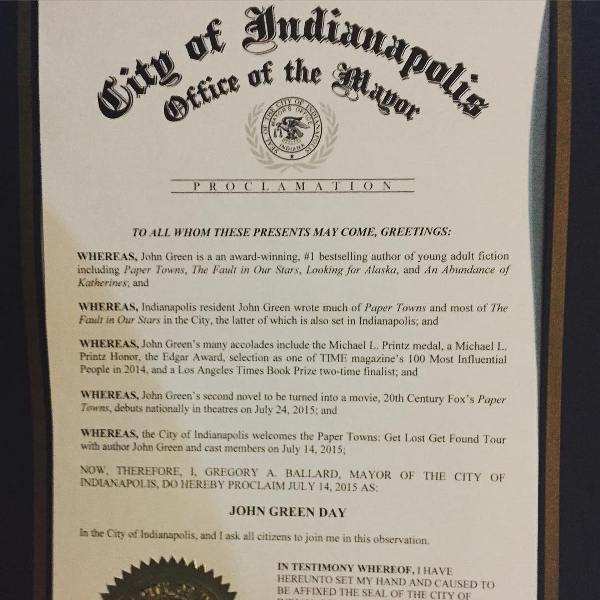 City of Indianapolis
Office of the Mayor
SEAL OF THE CITY OF INDIANAPOLIS
MAYOR'S OFFICE
INDIANA
PROCLAMATION
TO ALL WHOM THESE PRESENTS MAY COME, GREETINGS:
WHEREAS, John Green is a an award-winning, #1 bestselling author of young adult fiction
including Paper Towns, The Fault in Our Stars, Looking for Alaska, and An Abundance of
Katherines; and
WHEREAS, Indianapolis resident John Green wrote much of Paper Towns and most of The
Fault in Our Stars in the City, the latter of which is also set in Indianapolis; and
WHEREAS, John Green's many accolades include the Michael L. Printz medal, a Michael L.
Printz Honor, the Edgar Award, selection as one of TIME magazine's 100 Most Influential
People in 2014, and a Los Angeles Times Book Prize two-time finalist; and
WHEREAS, John Green's second novel to be turned into a movie, 20th Century Fox's Paper
Towns, debuts nationally in theatres on July 24, 2015; and
WHEREAS, the City of Indianapolis welcomes the Paper Towns: Get Lost Get Found Tour
with author John Green and cast members on July 14, 2015;
NOW, THEREFORE, I, GREGORY A. BALLARD, MAYOR OF THE CITY OF
INDIANAPOLIS, DO HEREBY PROCLAIM JULY 14, 2015 AS:
JOHN GREEN DAY
In the City of Indianapolis, and I ask all citizens to join me in this observation.
IN TESTIMONY WHEREOF, I HAVE
HEREUNTO SET MY HAND AND CAUSED TO
BE AFFIXED THE SEAL OF THE CITY OF